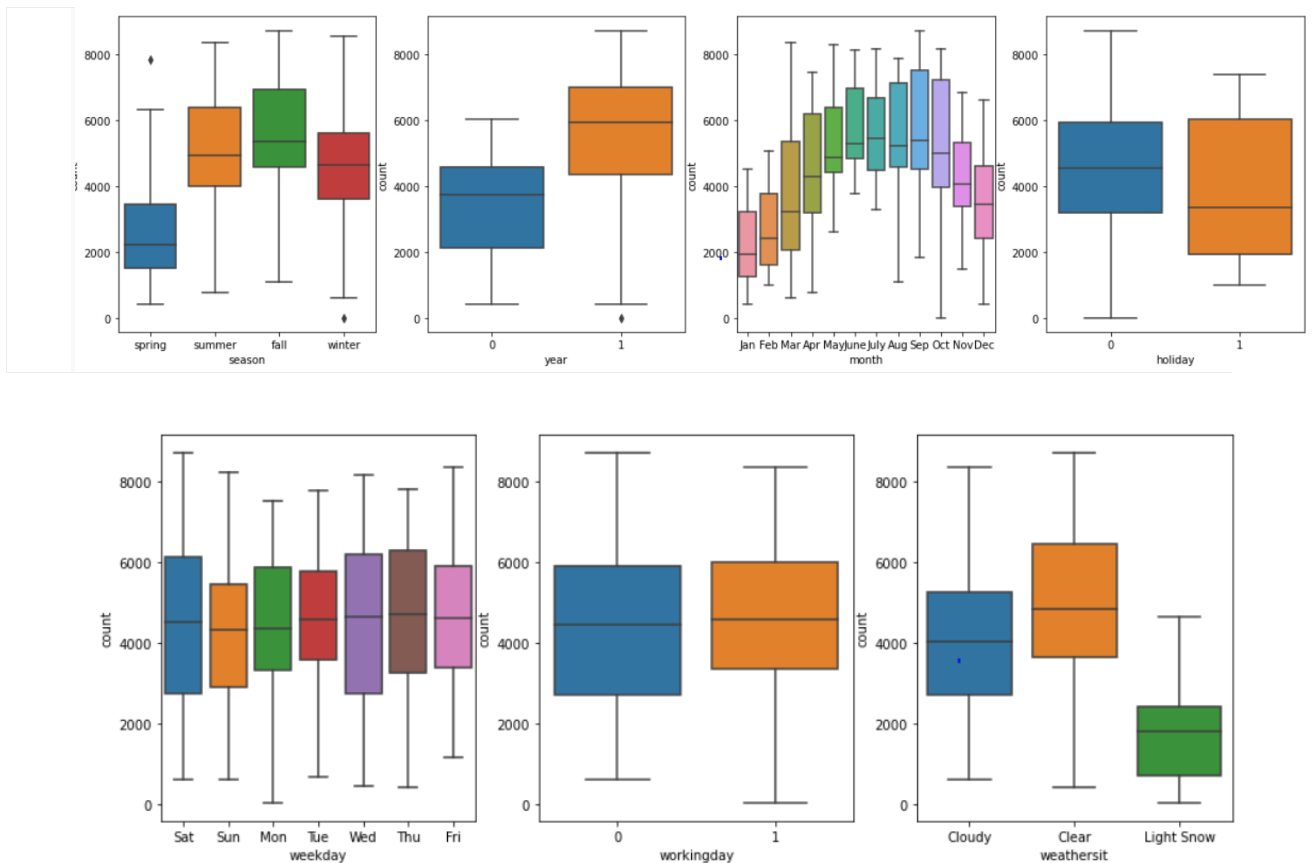 8000
6000
4000
2000
0
count
spring summer fall winter
season
8000
6000
4000
2000
0
count
0 1
year
8000
6000
4000
2000
0
count
Jan Feb Mar Apr May June July Aug Sep Oct Nov Dec
month
8000
6000
4000
2000
0
count
0 1
holiday
8000
6000
4000
2000
0
count
Sat Sun Mon Tue Wed Thu Fri
weekday
8000
6000
4000
2000
0
count
0 1
workingday
8000
6000
4000
2000
0
count
Cloudy Clear Light Snow
weathersit